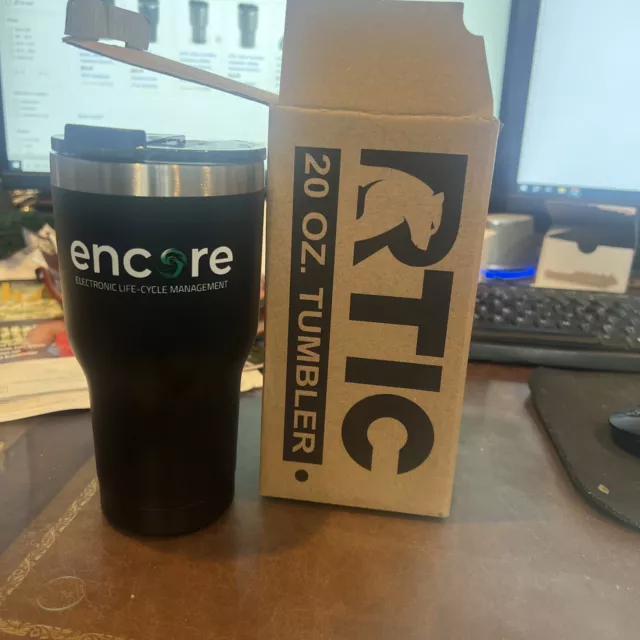 encore
ELECTRONIC LIFE-CYCLE MANAGEMENT
RTIC
20 OZ. TUMBLER